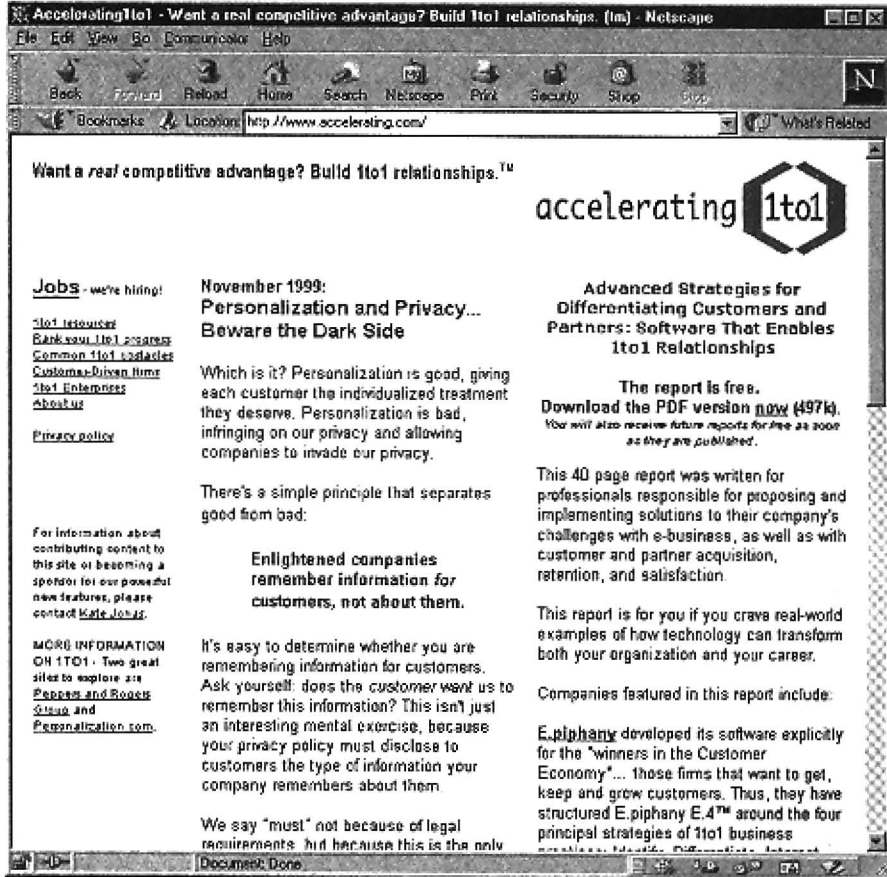 Accelerating1to1 - Want a real competitive advantage? Build 1to1 relationships. (tm) - Netscape
File Edit View Go Communicator Help
Back Forward Reload Home Search Netscape Print Security Shop Stop
N
Bookmarks Location: http://www.accelerating.com/ What's Related
Want a real competitive advantage? Build 1to1 relationships.™
accelerating 1to1
Jobs - we're hiring!
1to1 resources
Rank your 1to1 progress
Common 1to1 obstacles
Customer-Driven firms
1to1 Enterprises
About us
Privacy policy
For information about
contributing content to
this site or becoming a
sponsor for our powerful
new features, please
contact Kate Jonas.
MORE INFORMATION
ON 1TO1 - Two great
sites to explore are
Peppers and Rogers
Group and
Personalization.com.
November 1999:
Personalization and Privacy...
Beware the Dark Side
Which is it? Personalization is good, giving
each customer the individualized treatment
they deserve. Personalization is bad,
infringing on our privacy and allowing
companies to invade our privacy.
There's a simple principle that separates
good from bad:
Enlightened companies
remember information for
customers, not about them.
It's easy to determine whether you are
remembering information for customers.
Ask yourself: does the customer want us to
remember this information? This isn't just
an interesting mental exercise, because
your privacy policy must disclose to
customers the type of information your
company remembers about them.
We say "must" not because of legal
requirements, but because this is the only
Advanced Strategies for
Differentiating Customers and
Partners: Software That Enables
1to1 Relationships
The report is free.
Download the PDF version now (497k).
You will also receive future reports for free as soon
as they are published.
This 40 page report was written for
professionals responsible for proposing and
implementing solutions to their company's
challenges with e-business, as well as with
customer and partner acquisition,
retention, and satisfaction.
This report is for you if you crave real-world
examples of how technology can transform
both your organization and your career.
Companies featured in this report include:
E.piphany developed its software explicitly
for the "winners in the Customer
Economy"... those firms that want to get,
keep and grow customers. Thus, they have
structured E.piphany E.4™ around the four
principal strategies of 1to1 business
practices: Identify, Differentiate, Interact
Document: Done